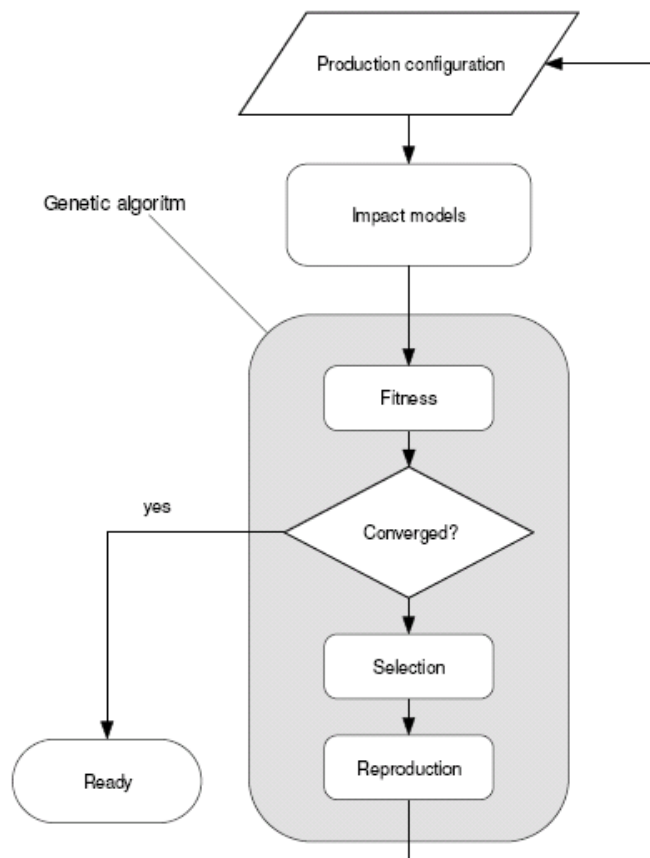 Production configuration
Impact models
Genetic algoritm
Fitness
yes
Converged?
Selection
Reproduction
Ready